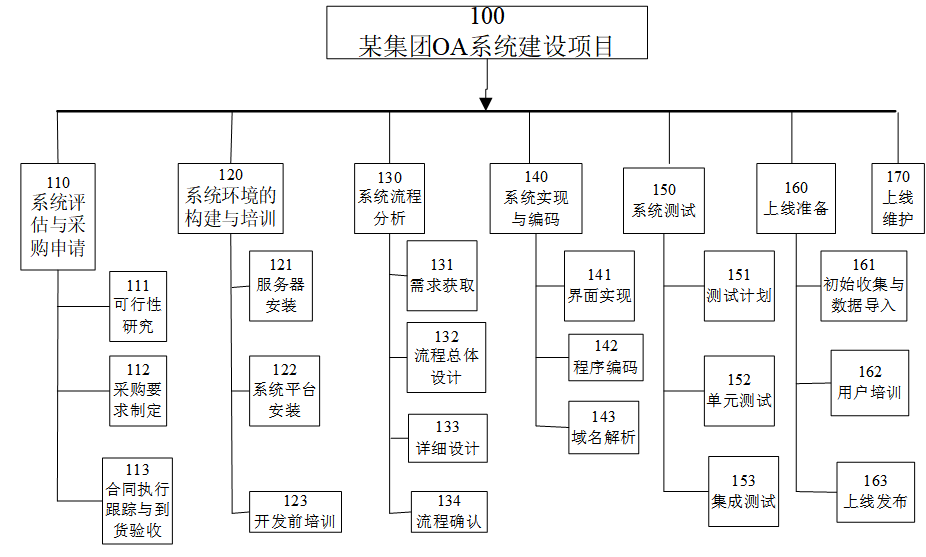 100
某集团OA系统建设项目
110
系统评
估与采
购申请
120
系统环境的
构建与培训
130
系统流程
分析
140
系统实现
与编码
150
系统测试
160
上线准备
170
上线
维护
111
可行性
研究
112
采购要
求制定
113
合同执行
跟踪与到
货验收
121
服务器
安装
122
系统平台
安装
123
开发前培训
131
需求获取
132
流程总体
设计
133
详细设计
134
流程确认
141
界面实现
142
程序编码
143
域名解析
151
测试计划
152
单元测试
153
集成测试
161
初始收集与
数据导入
162
用户培训
163
上线发布